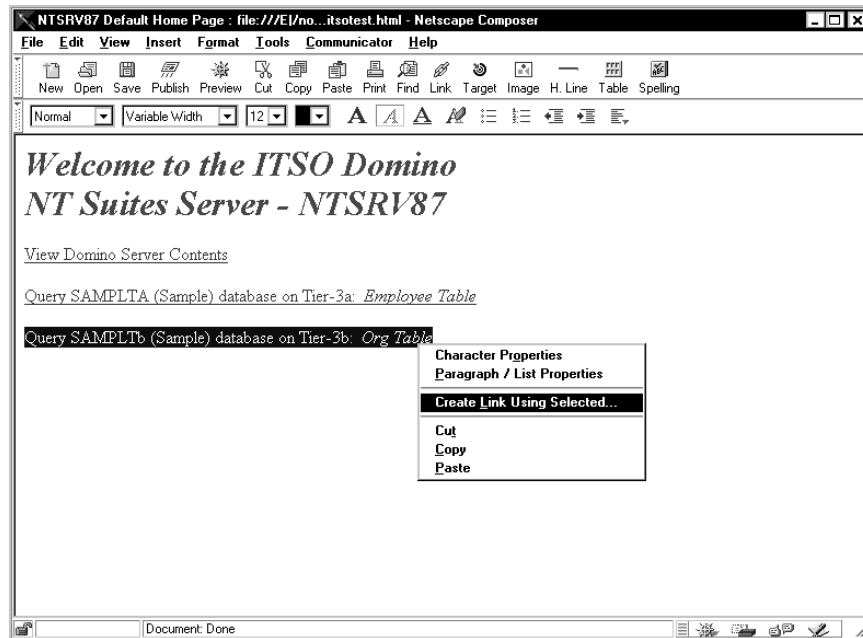 NTSRV87 Default Home Page : file:///E|/no...itsotest.html - Netscape Composer
File Edit View Insert Format Tools Communicator Help
New Open Save Publish Preview Cut Copy Paste Print Find Link Target Image H. Line Table Spelling
Normal Variable Width 12 A A A
Welcome to the ITSO Domino
NT Suites Server - NTSRV87
View Domino Server Contents
Query SAMPLTA (Sample) database on Tier-3a: Employee Table
Query SAMPLTb (Sample) database on Tier-3b: Org Table
Character Properties
Paragraph / List Properties
Create Link Using Selected...
Cut
Copy
Paste
Document: Done